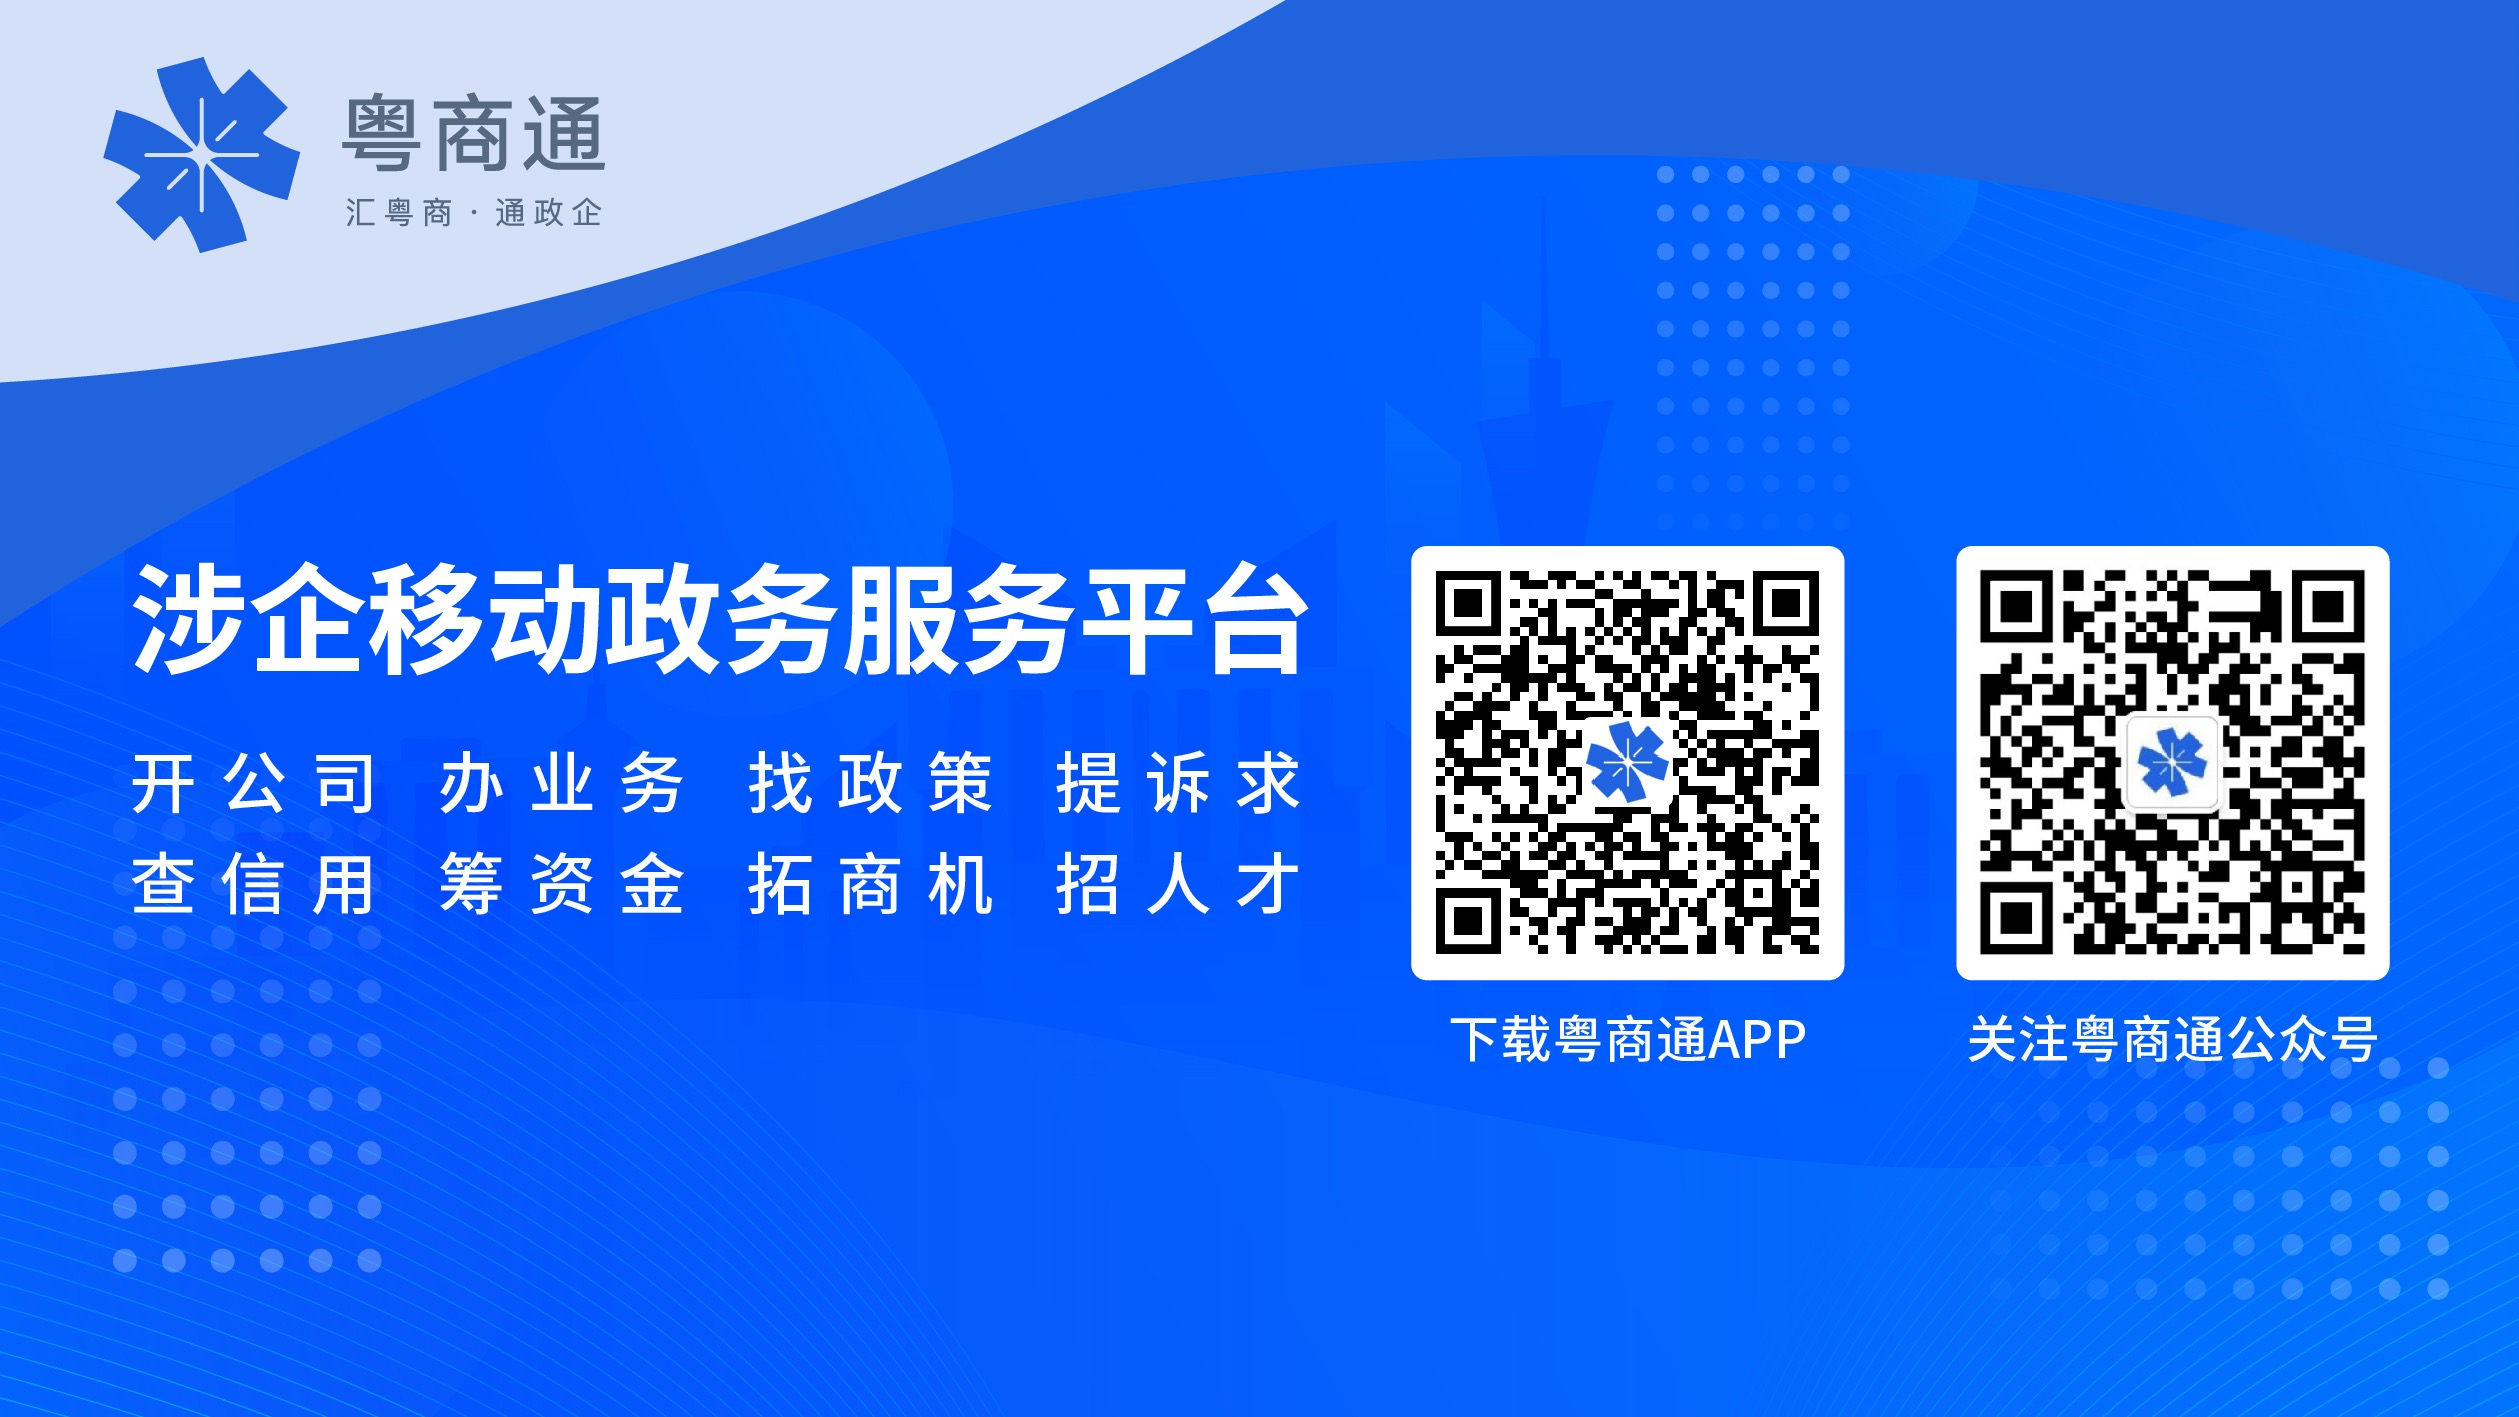 粤商通
汇粤商·通政企
涉企移动政务服务平台
开公司 办业务 找政策 提诉求
查信用 筹资金 拓商机 招人才
下载粤商通APP
关注粤商通公众号